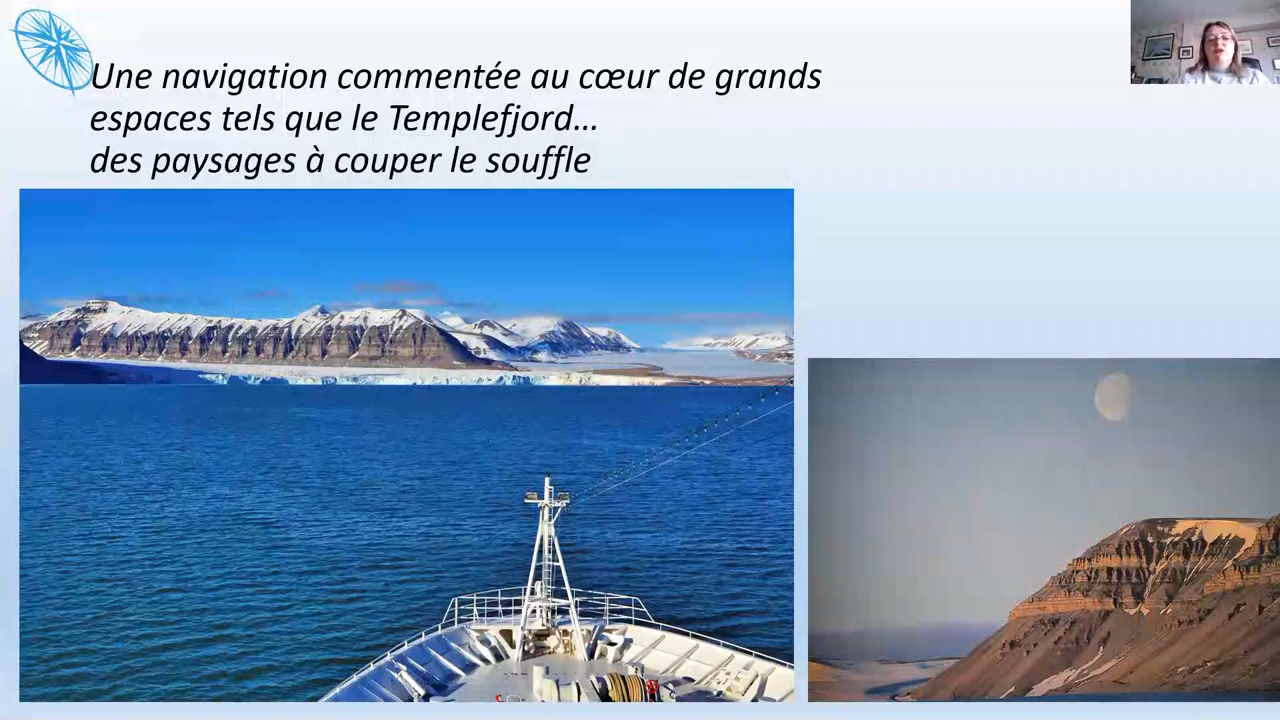 Une navigation commentée au cœur de grands
espaces tels que le Templefjord…
des paysages à couper le souffle